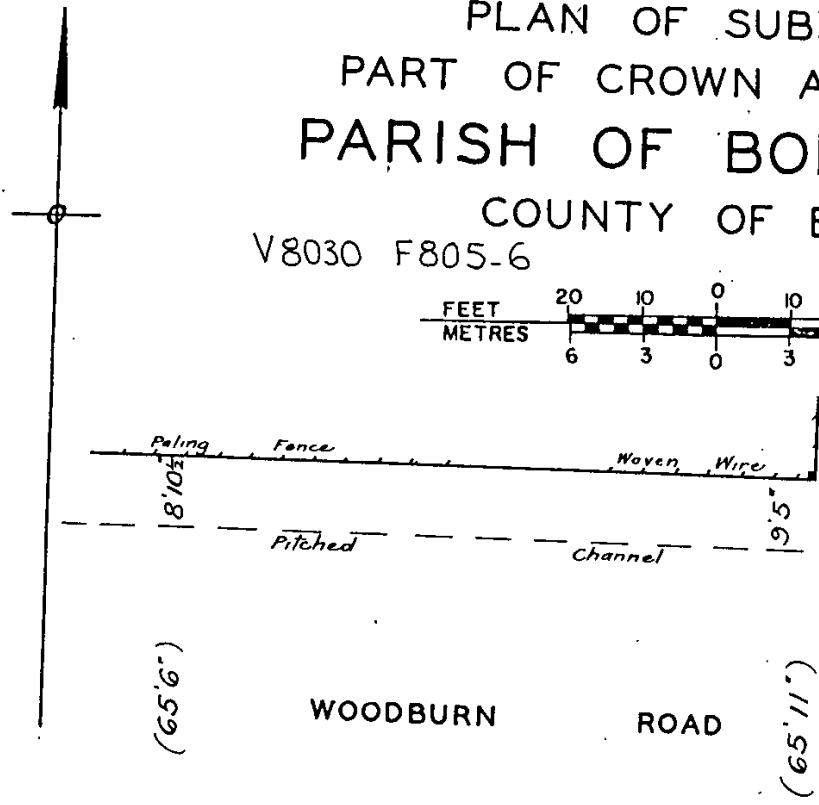 PLAN OF SUB
PART OF CROWN A
PARISH OF BO
COUNTY OF
V8030 F805-6
20 10 0 10
FEET
METRES
6 3 0 3
Paling Fence Woven Wire
8'10½" 9'5"
Pitched Channel
(65'6") (65'11")
WOODBURN ROAD